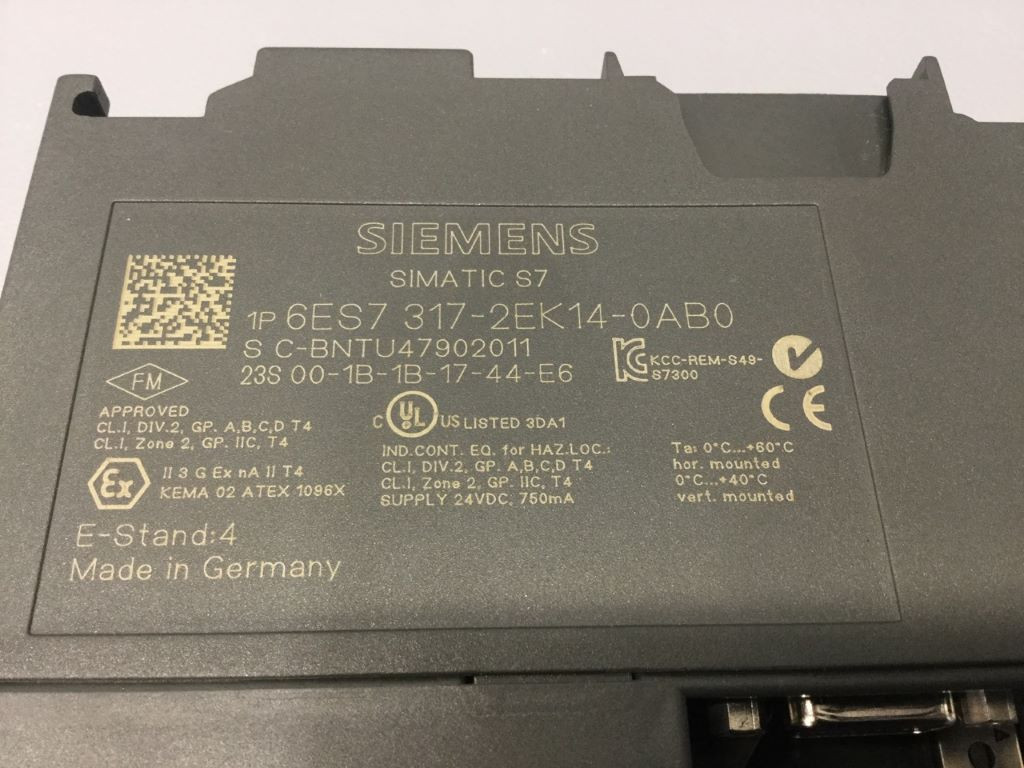 SIEMENS
SIMATIC S7
1P 6ES7 317-2EK14-0AB0
S C-BNTU47902011
23S 00-1B-1B-17-44-E6
KCC-REM-S49-
S7300
FM
APPROVED
CL.I, DIV.2, GP. A,B,C,D T4
CL.I, Zone 2, GP. IIC, T4
C UL US LISTED 3DA1
IND.CONT. EQ. for HAZ.LOC.:
CL.I, DIV.2, GP. A,B,C,D T4
CL.I, Zone 2, GP. IIC, T4
SUPPLY 24VDC, 750mA
CE
Ta: 0°C...+60°C
hor. mounted
0°C...+40°C
vert. mounted
Ex
II 3 G Ex nA II T4
KEMA 02 ATEX 1096X
E-Stand:4
Made in Germany